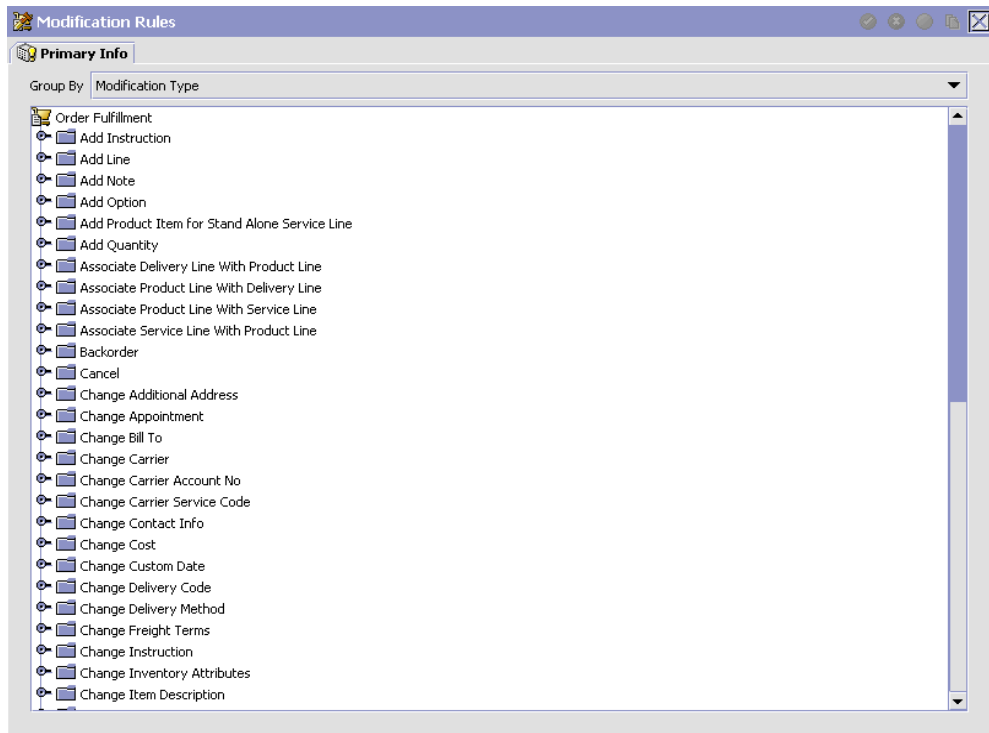 Modification Rules
Primary Info
Group By Modification Type
Order Fulfillment
Add Instruction
Add Line
Add Note
Add Option
Add Product Item for Stand Alone Service Line
Add Quantity
Associate Delivery Line With Product Line
Associate Product Line With Delivery Line
Associate Product Line With Service Line
Associate Service Line With Product Line
Backorder
Cancel
Change Additional Address
Change Appointment
Change Bill To
Change Carrier
Change Carrier Account No
Change Carrier Service Code
Change Contact Info
Change Cost
Change Custom Date
Change Delivery Code
Change Delivery Method
Change Freight Terms
Change Instruction
Change Inventory Attributes
Change Item Description